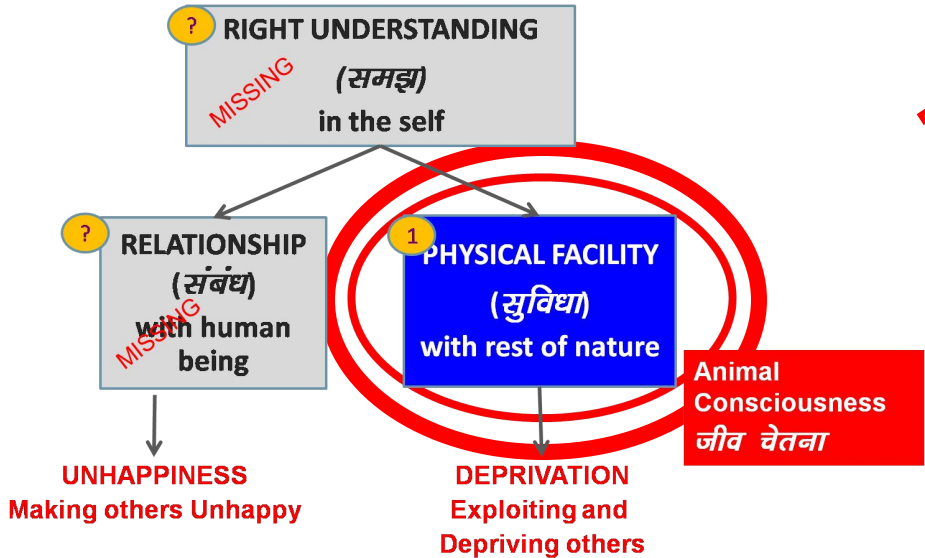 ?
RIGHT UNDERSTANDING
MISSING
(समझ)
in the self
?
RELATIONSHIP
(संबंध)
MISSING
with human
being
1
PHYSICAL FACILITY
(सुविधा)
with rest of nature
Animal
Consciousness
जीव चेतना
UNHAPPINESS
Making others Unhappy
DEPRIVATION
Exploiting and
Depriving others